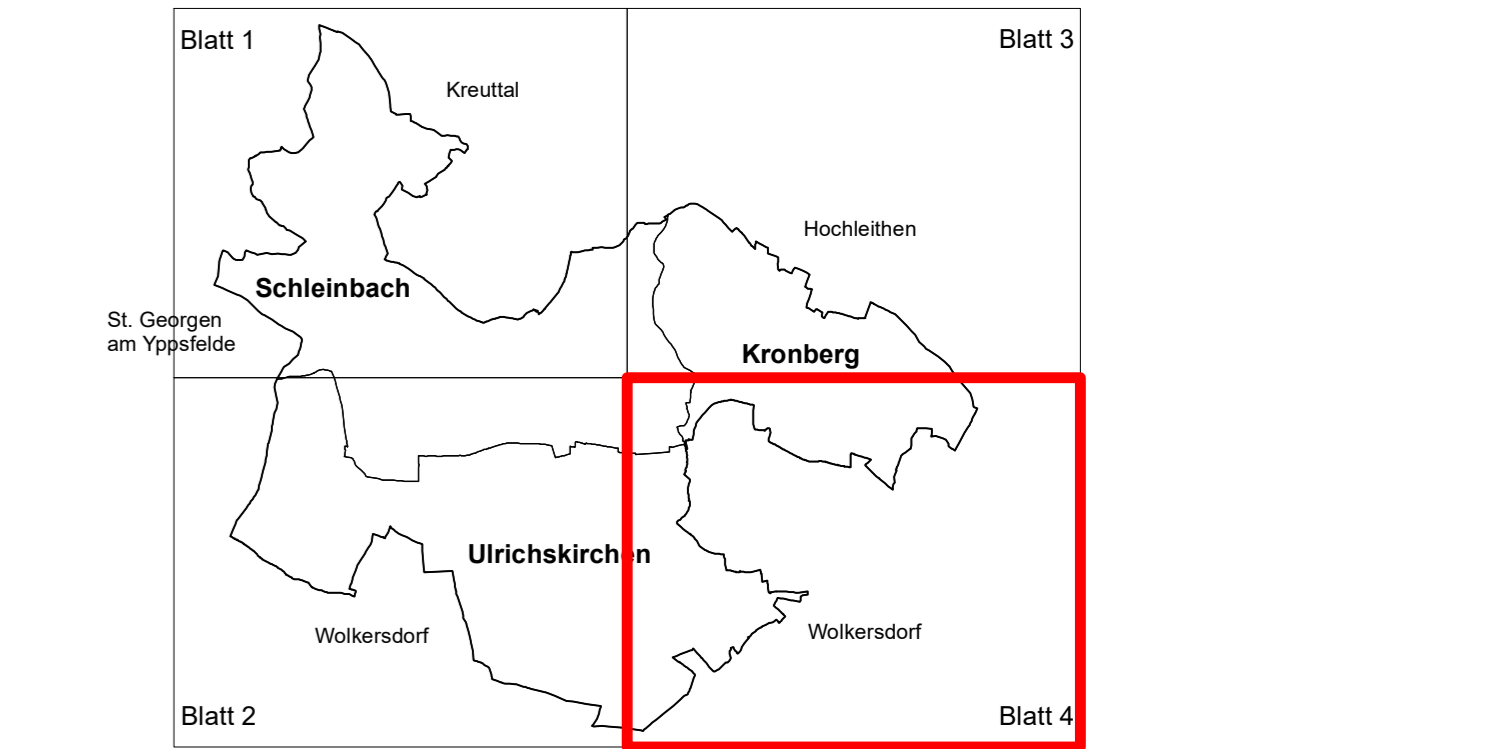 Blatt 1
Blatt 3
Kreuttal
Hochleithen
Schleinbach
St. Georgen
am Yppsfelde
Kronberg
Ulrichskirchen
Wolkersdorf
Wolkersdorf
Blatt 2
Blatt 4